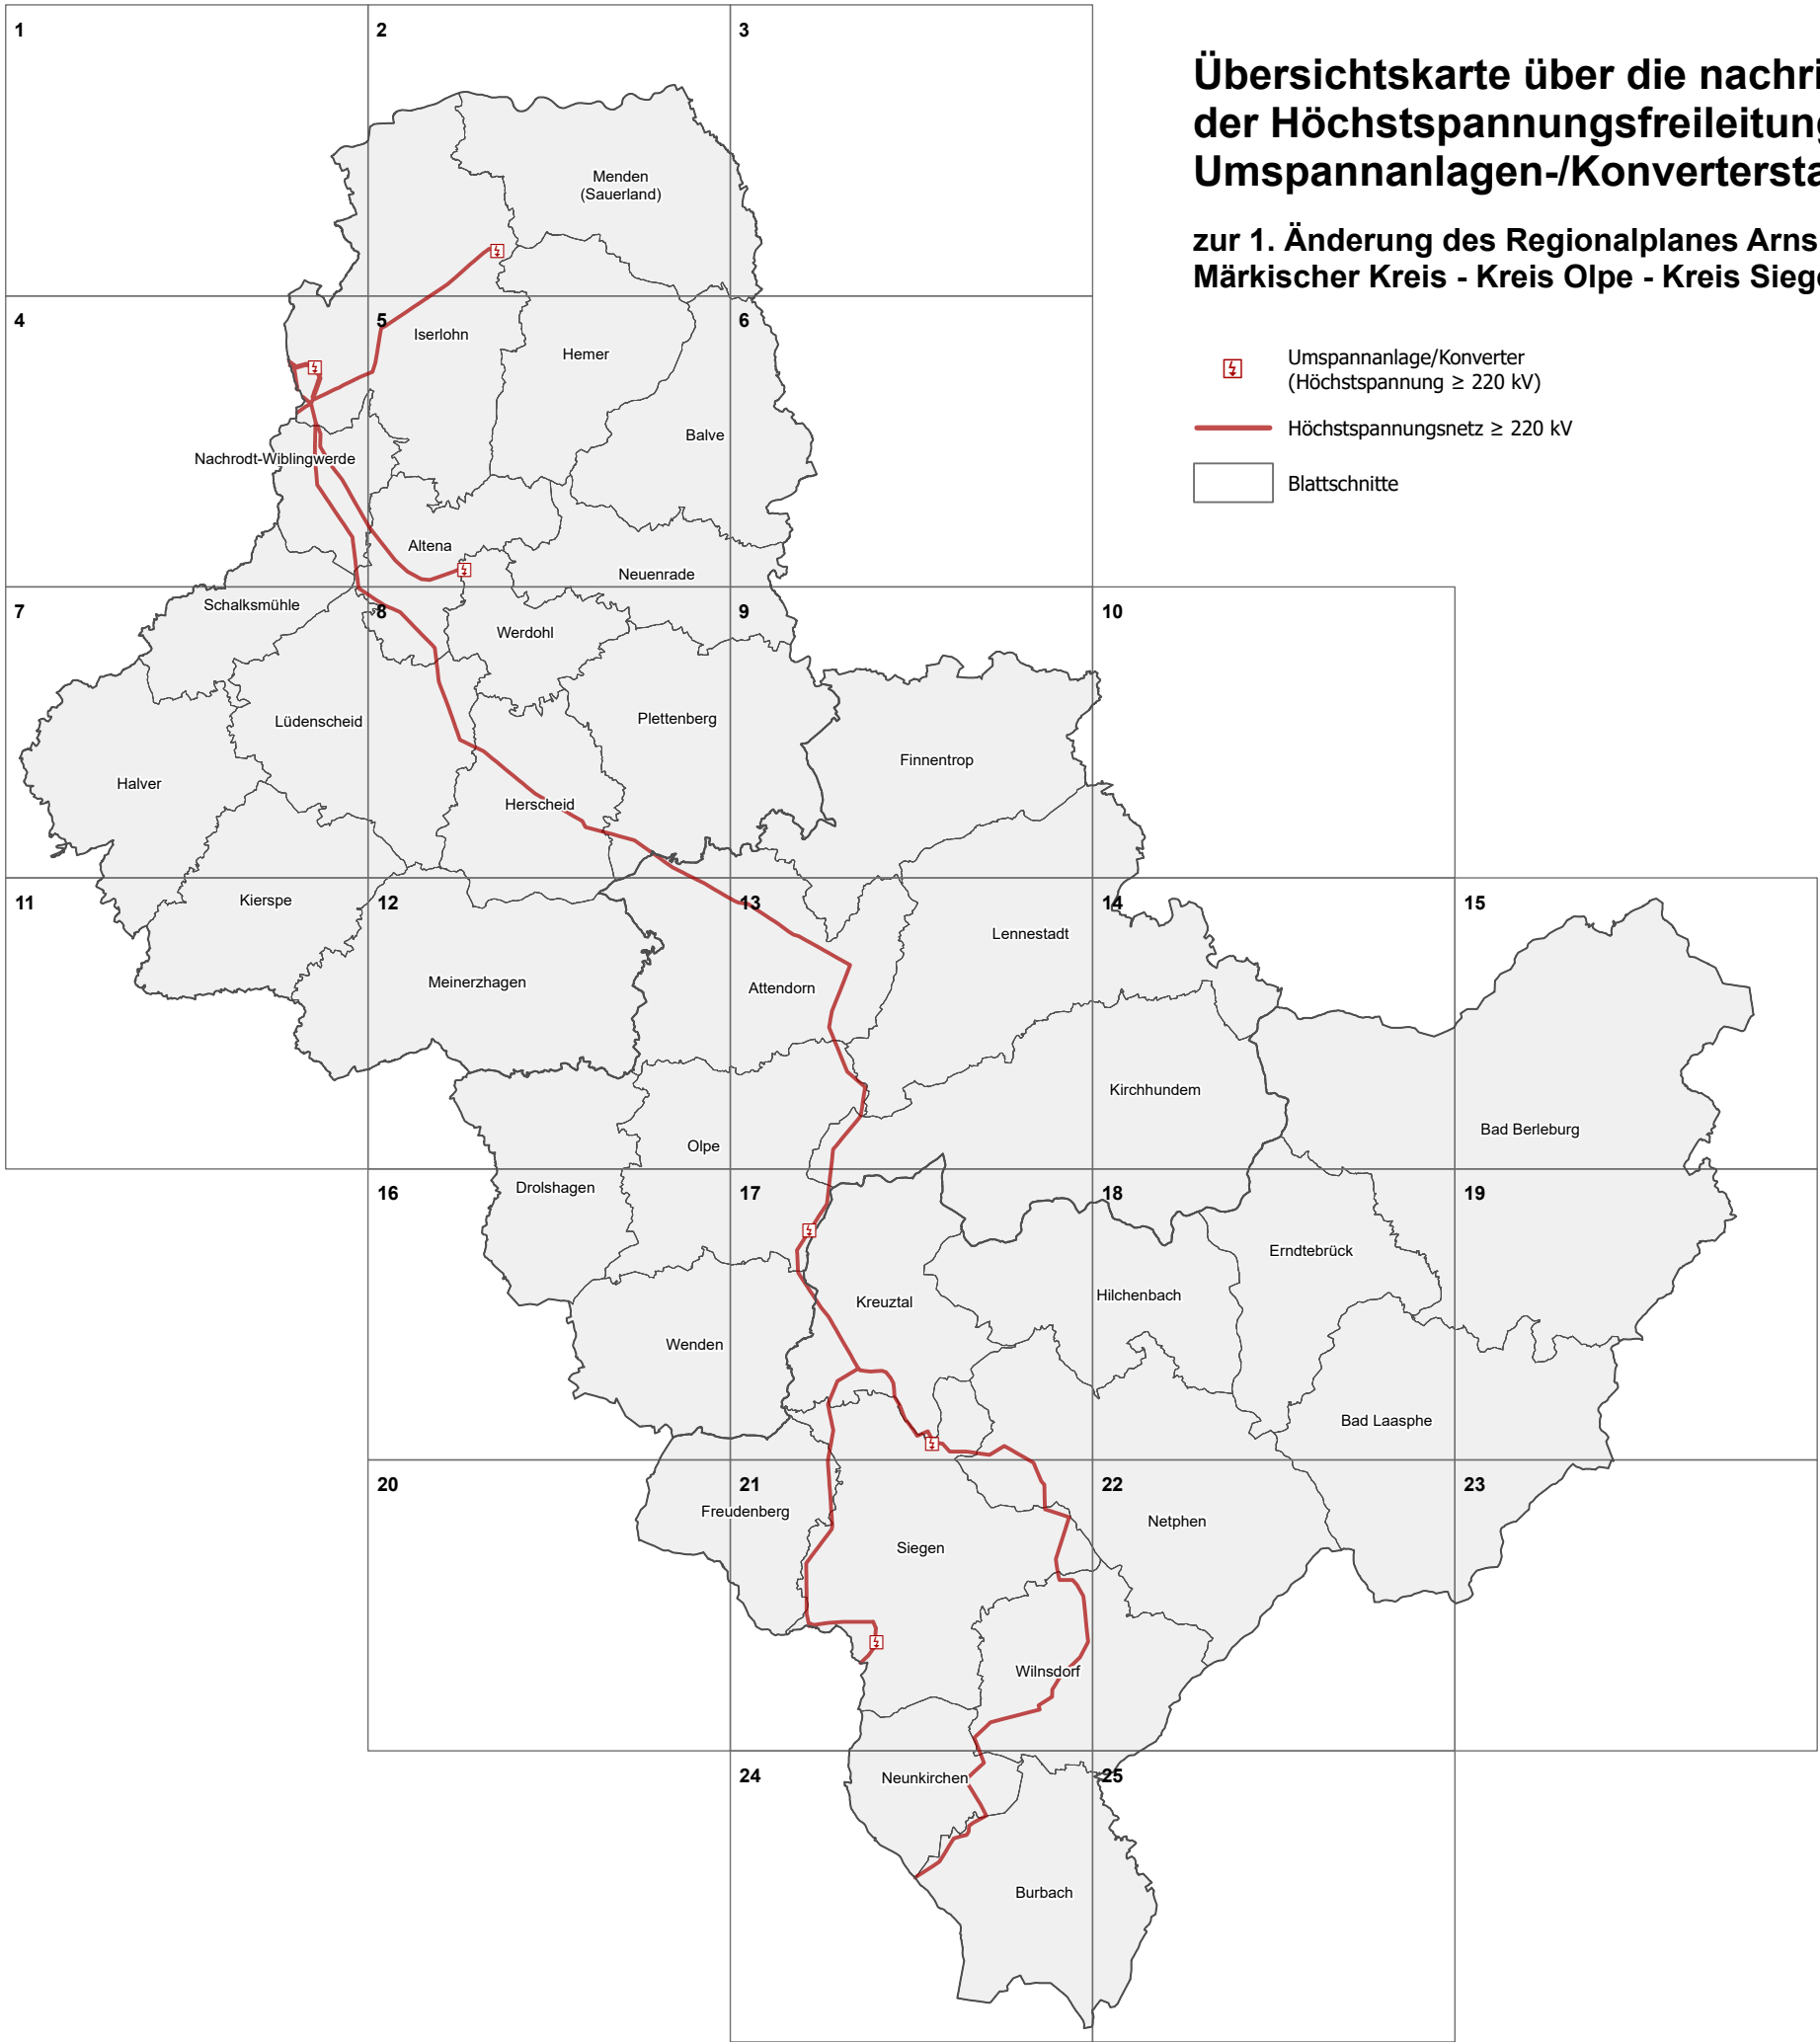 1
2
3
Übersichtskarte über die nachri
der Höchstspannungsfreileitung
Umspannanlagen-/Konvertersta
zur 1. Änderung des Regionalplanes Arns
Märkischer Kreis - Kreis Olpe - Kreis Siege
Menden
(Sauerland)
4
5
6
Iserlohn
Hemer
Umspannanlage/Konverter
(Höchstspannung ≥ 220 kV)
Höchstspannungsnetz ≥ 220 kV
Blattschnitte
Balve
Nachrodt-Wiblingwerde
Altena
Neuenrade
7
8
9
10
Schalksmühle
Werdohl
Lüdenscheid
Plettenberg
Finnentrop
Halver
Herscheid
11
12
13
14
15
Kierspe
Lennestadt
Meinerzhagen
Attendorn
Kirchhundem
Bad Berleburg
Olpe
16
17
18
19
Drolshagen
Erndtebrück
Hilchenbach
Kreuztal
Wenden
Bad Laasphe
20
21
22
23
Freudenberg
Netphen
Siegen
Wilnsdorf
24
25
Neunkirchen
Burbach